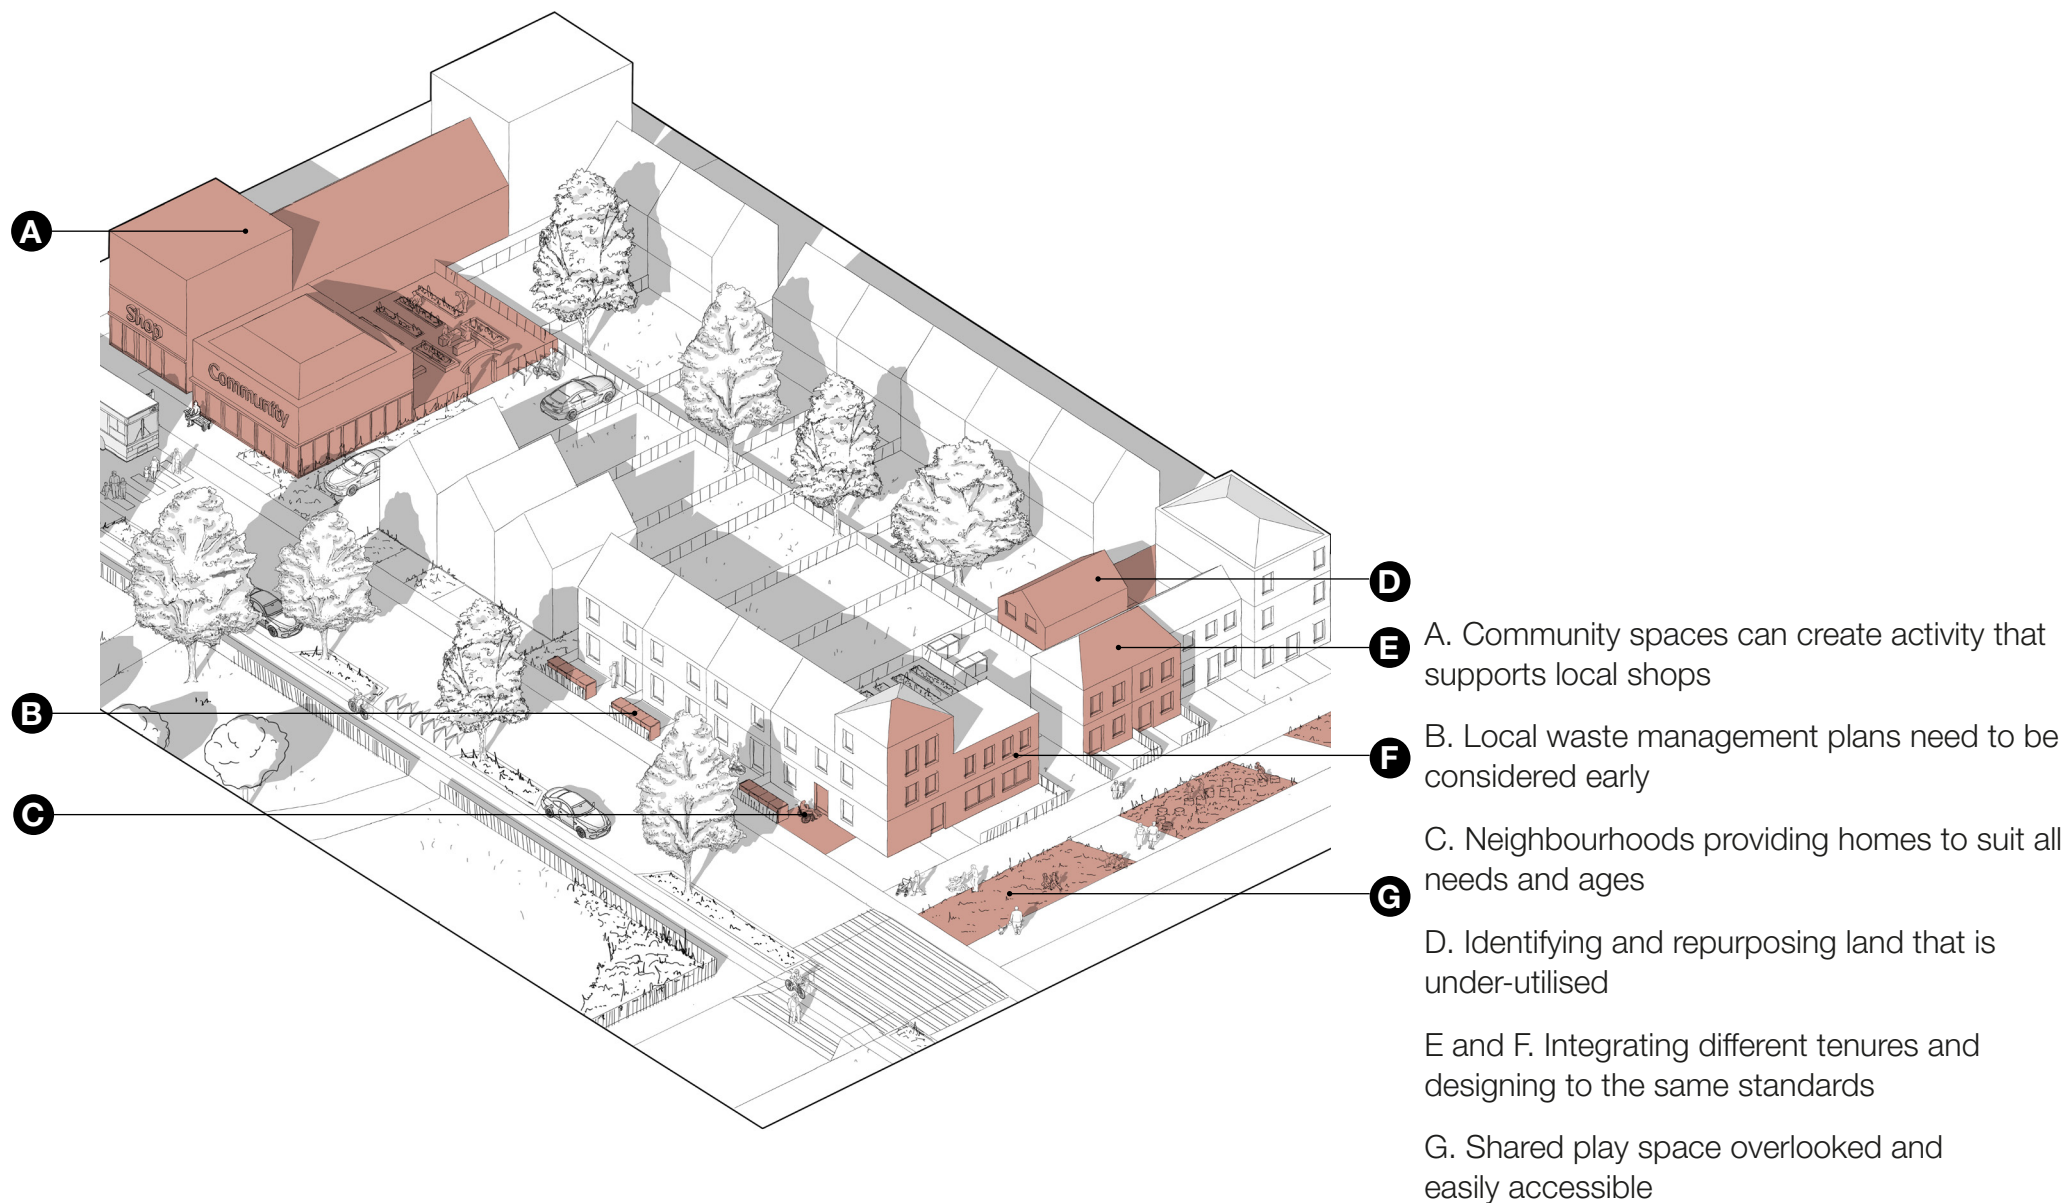 A
Shop
Community
B
C
D
E
F
G
A. Community spaces can create activity that
supports local shops
B. Local waste management plans need to be
considered early
C. Neighbourhoods providing homes to suit all
needs and ages
D. Identifying and repurposing land that is
under-utilised
E and F. Integrating different tenures and
designing to the same standards
G. Shared play space overlooked and
easily accessible